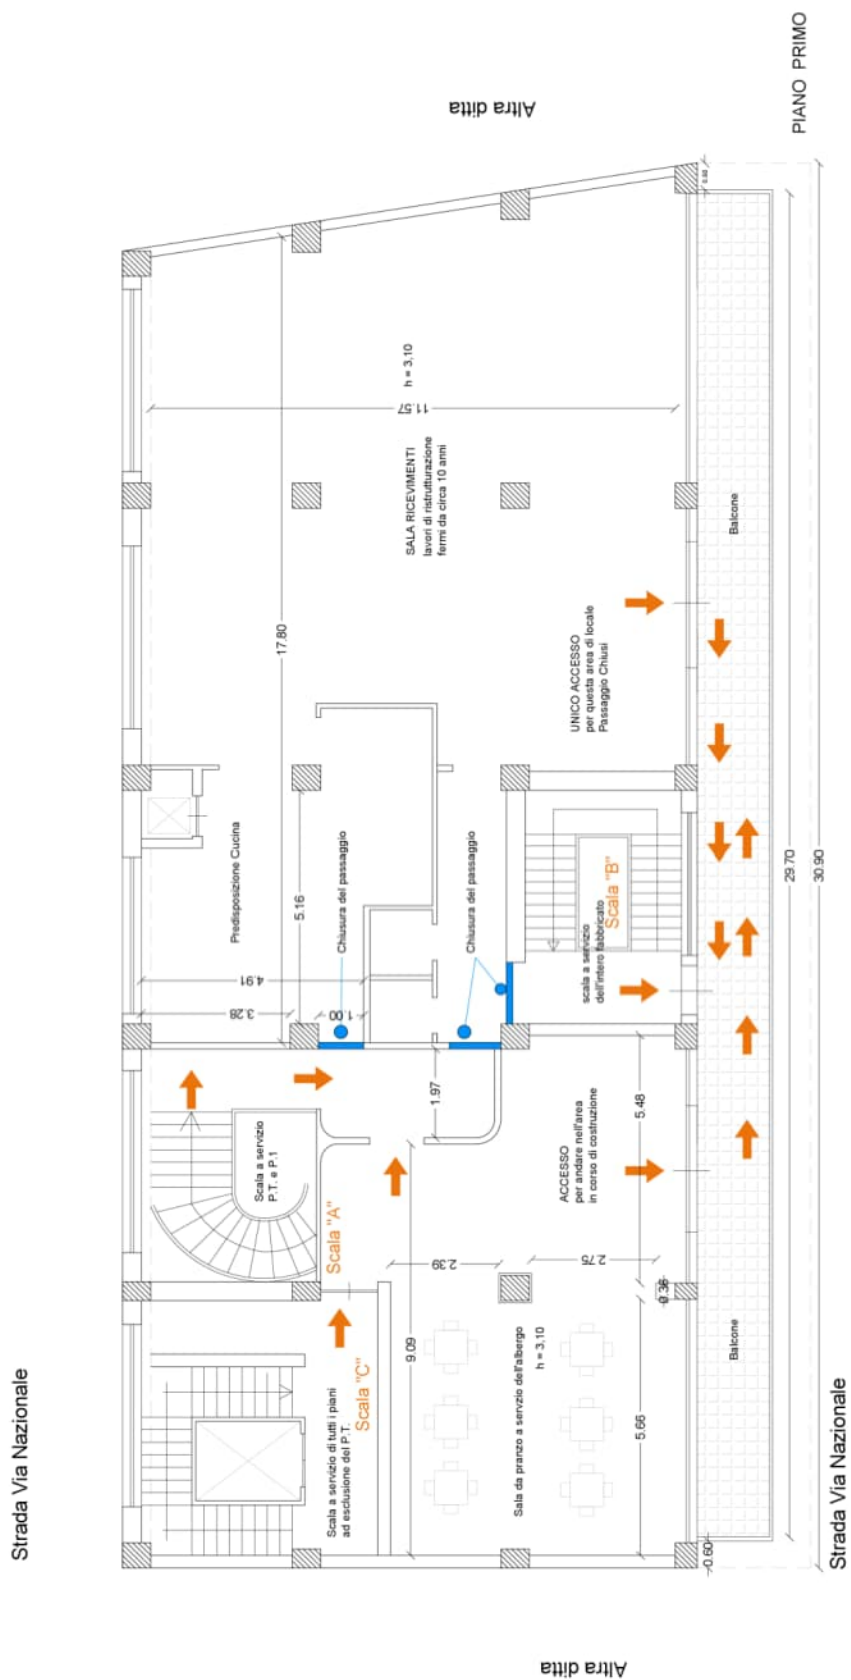 PIANO PRIMO
Altra ditta
Strada Via Nazionale
Strada Via Nazionale
Altra ditta
h = 3,10
11.57
SALA RICEVIMENTI
lavori di ristrutturazione
fermi da circa 10 anni
17.80
Balcone
UNICO ACCESSO
per questa area di locale
Passaggio Chiusi
Predisposizione Cucina
5.16
Chiusura del passaggio
Chiusura del passaggio
4.91
3.28
1.00
scala a servizio
dell'intero fabbricato
Scala "B"
29.70
30.90
1.97
5.48
Scala a servizio
P.T. e P.1
Scala "A"
ACCESSO
per andare nell'area
in corso di costruzione
2.39
2.75
0.36
9.09
Scala a servizio di tutti i piani
ad esclusione del P.T.
Scala "C"
Sala da pranzo a servzio dell'albergo
h = 3,10
5.66
Balcone
0.60